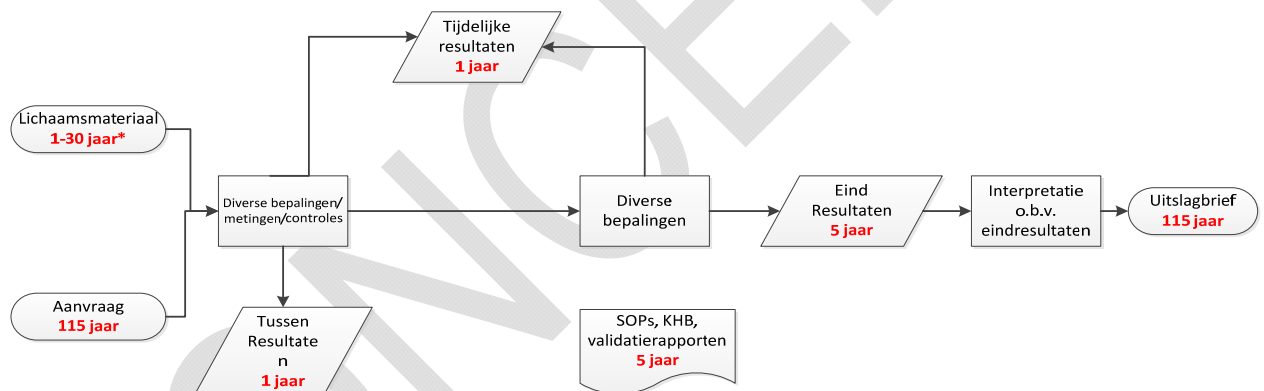 Tijdelijke
resultaten
1 jaar
Lichaamsmateriaal
1-30 jaar*
Diverse bepalingen/
metingen/controles
Diverse
bepalingen
Eind
Resultaten
5 jaar
Interpretatie
o.b.v.
eindresultaten
Uitslagbrief
115 jaar
Aanvraag
115 jaar
Tussen
Resultate
n
1 jaar
SOPs, KHB,
validatierapporten
5 jaar